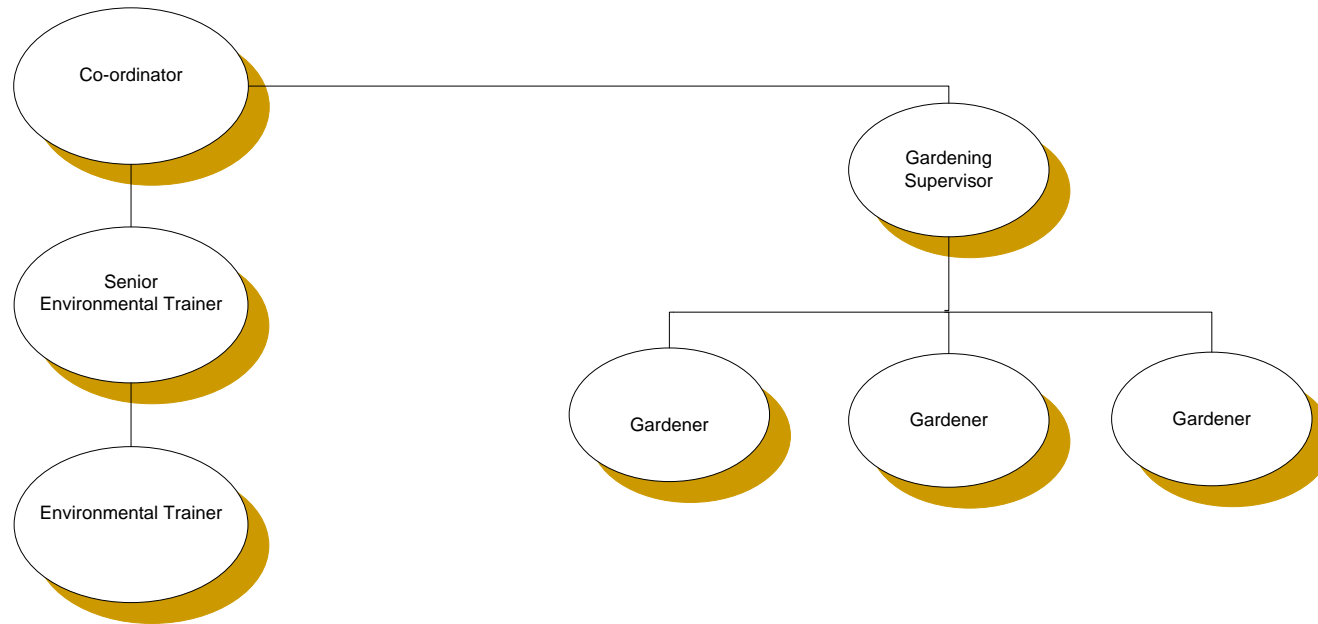 Co-ordinator
Gardening
Supervisor
Senior
Environmental Trainer
Gardener
Gardener
Gardener
Environmental Trainer